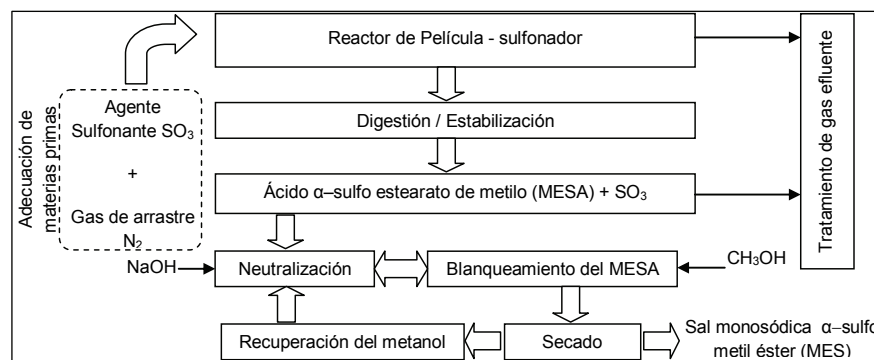 Adecuación de
materias primas
Agente
Sulfonante SO₃
+
Gas de arrastre
N₂
Reactor de Película - sulfonador
Digestión / Estabilización
Ácido α–sulfo estearato de metilo (MESA) + SO₃
Tratamiento de gas efluente
NaOH
Neutralización
Blanqueamiento del MESA
CH₃OH
Recuperación del metanol
Secado
Sal monosódica α–sulfo
metil éster (MES)